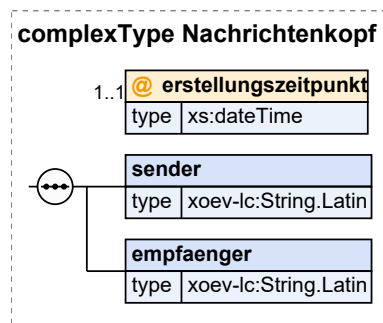 complexType Nachrichtenkopf
1..1 @ erstellungszeitpunkt
type xs:dateTime
sender
type xoev-lc:String.Latin
empfaenger
type xoev-lc:String.Latin